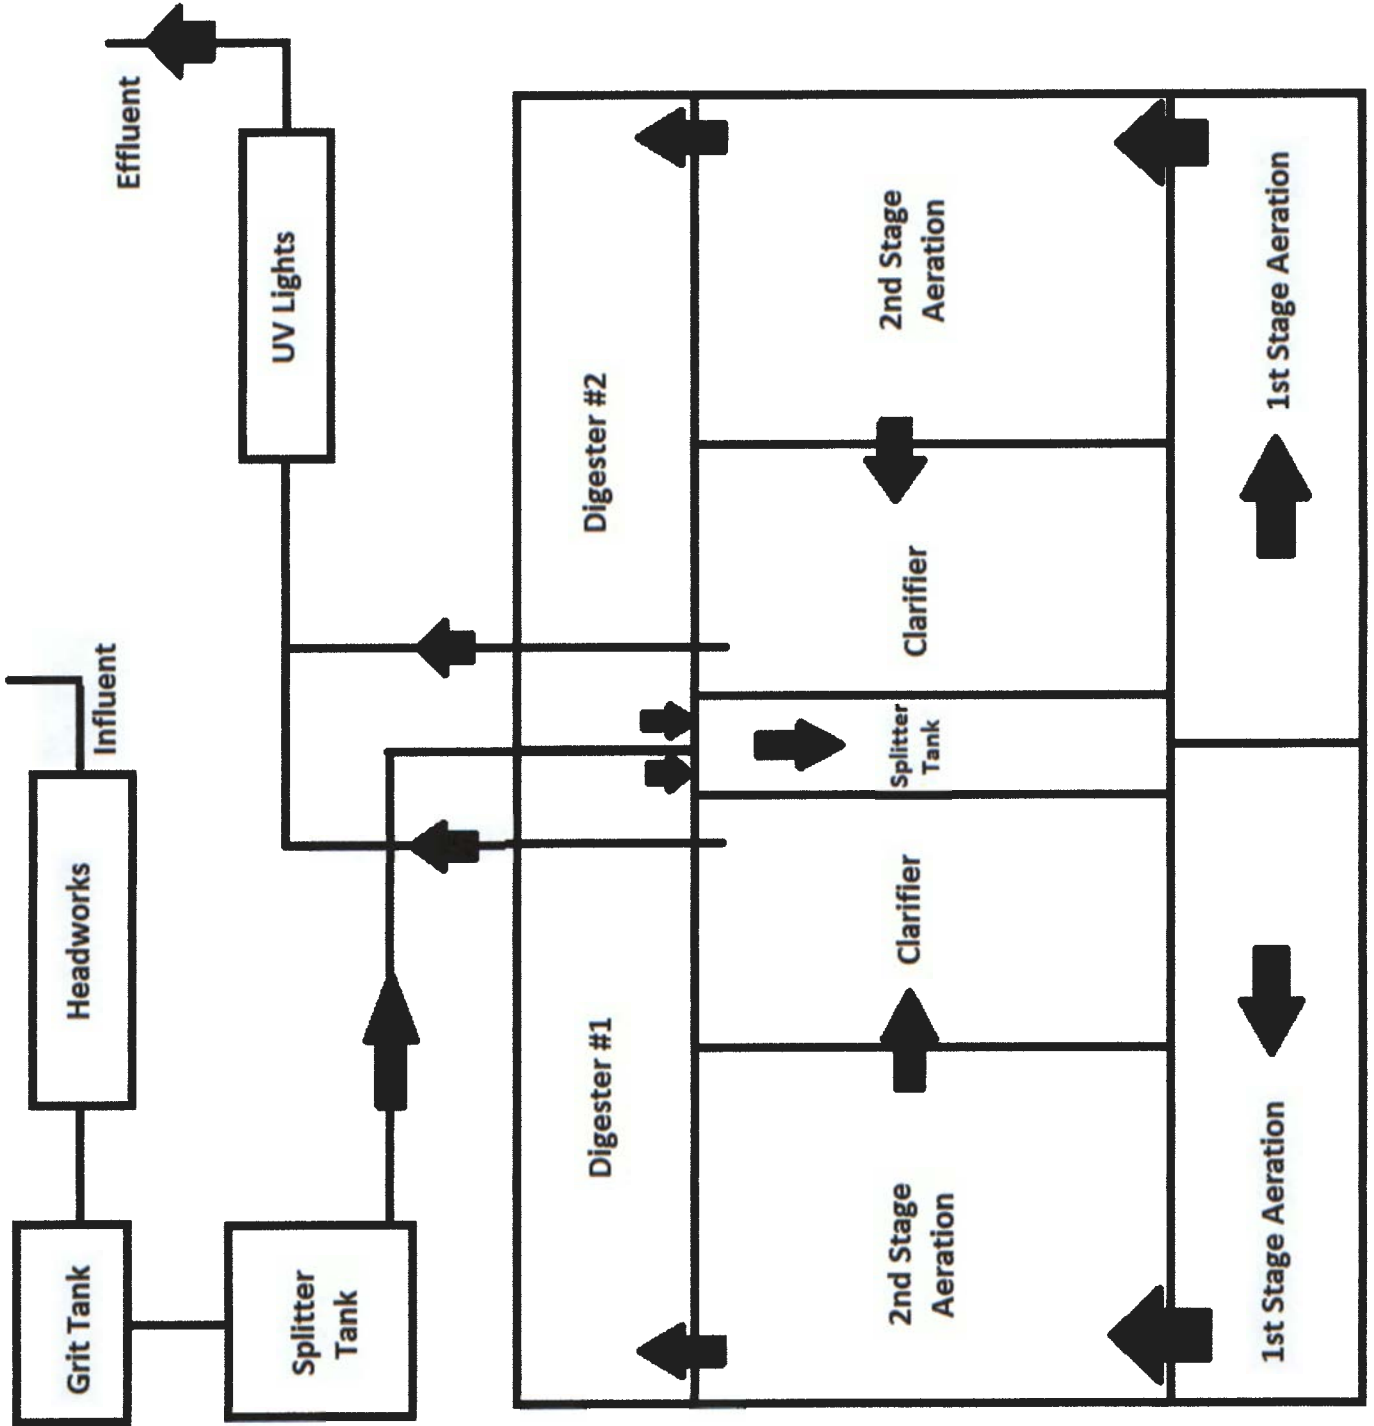 Grit Tank
Headworks
Influent
Effluent
Splitter
Tank
UV Lights
Digester #1
Digester #2
2nd Stage
Aeration
Clarifier
Splitter
Tank
Clarifier
2nd Stage
Aeration
1st Stage Aeration
1st Stage Aeration